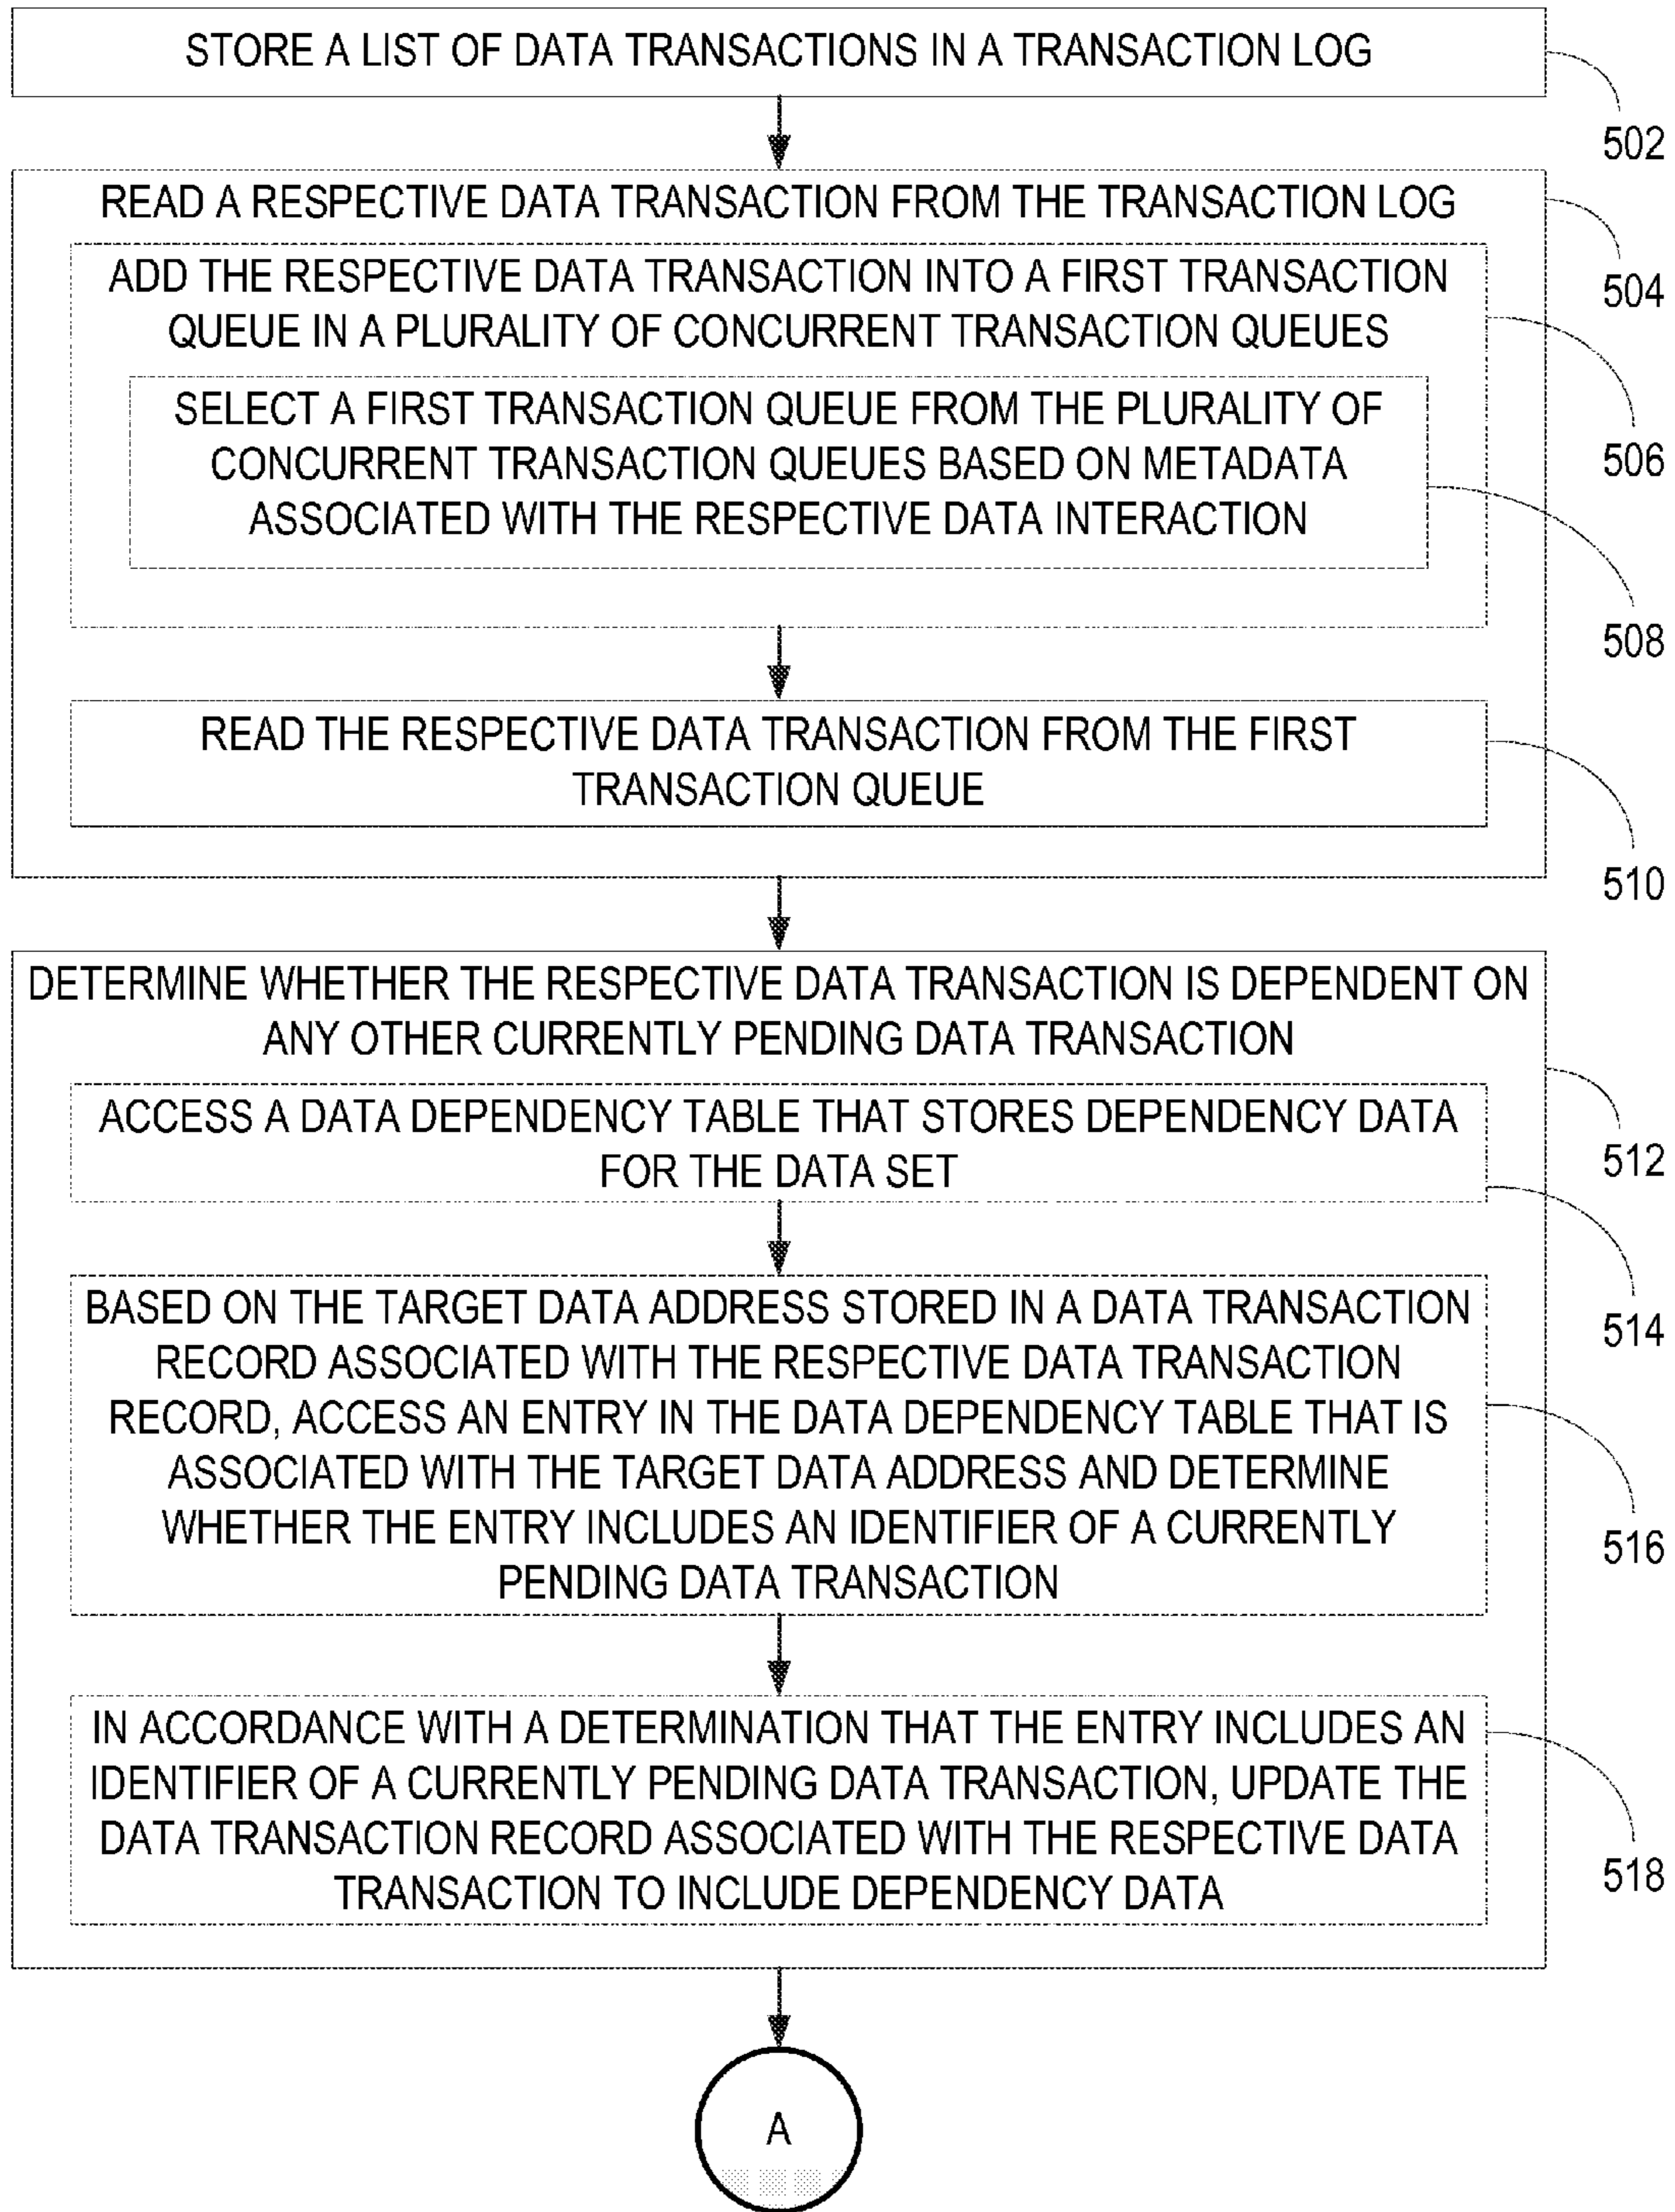 STORE A LIST OF DATA TRANSACTIONS IN A TRANSACTION LOG
502
READ A RESPECTIVE DATA TRANSACTION FROM THE TRANSACTION LOG
504
ADD THE RESPECTIVE DATA TRANSACTION INTO A FIRST TRANSACTION
QUEUE IN A PLURALITY OF CONCURRENT TRANSACTION QUEUES
506
SELECT A FIRST TRANSACTION QUEUE FROM THE PLURALITY OF
CONCURRENT TRANSACTION QUEUES BASED ON METADATA
ASSOCIATED WITH THE RESPECTIVE DATA INTERACTION
508
READ THE RESPECTIVE DATA TRANSACTION FROM THE FIRST
TRANSACTION QUEUE
510
DETERMINE WHETHER THE RESPECTIVE DATA TRANSACTION IS DEPENDENT ON
ANY OTHER CURRENTLY PENDING DATA TRANSACTION
512
ACCESS A DATA DEPENDENCY TABLE THAT STORES DEPENDENCY DATA
FOR THE DATA SET
514
BASED ON THE TARGET DATA ADDRESS STORED IN A DATA TRANSACTION
RECORD ASSOCIATED WITH THE RESPECTIVE DATA TRANSACTION
RECORD, ACCESS AN ENTRY IN THE DATA DEPENDENCY TABLE THAT IS
ASSOCIATED WITH THE TARGET DATA ADDRESS AND DETERMINE
WHETHER THE ENTRY INCLUDES AN IDENTIFIER OF A CURRENTLY
PENDING DATA TRANSACTION
516
IN ACCORDANCE WITH A DETERMINATION THAT THE ENTRY INCLUDES AN
IDENTIFIER OF A CURRENTLY PENDING DATA TRANSACTION, UPDATE THE
DATA TRANSACTION RECORD ASSOCIATED WITH THE RESPECTIVE DATA
TRANSACTION TO INCLUDE DEPENDENCY DATA
518
A